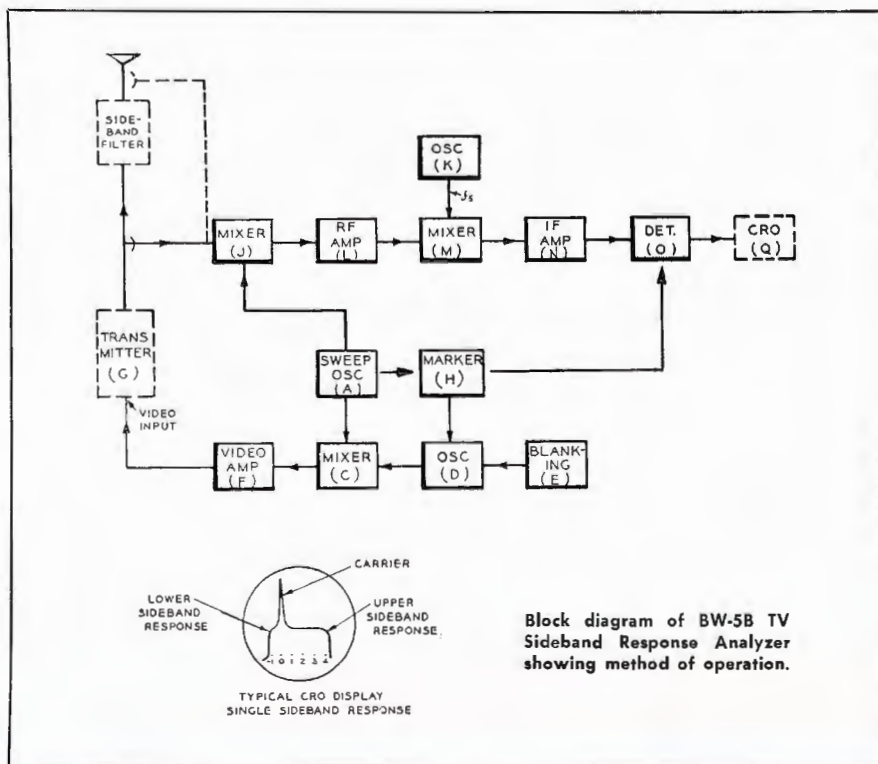 SIDE-
BAND
FILTER
OSC
(K)
fs
MIXER
(J)
RF
AMP
(L)
MIXER
(M)
IF
AMP
(N)
DET.
(O)
CRO
(Q)
TRANS
MITTER
(G)
SWEEP
OSC
(A)
MARKER
(H)
VIDEO
INPUT
VIDEO
AMP
(F)
MIXER
(C)
OSC
(D)
BLANK-
ING
(E)
CARRIER
LOWER
SIDEBAND
RESPONSE
UPPER
SIDEBAND
RESPONSE
-1 0 1 2 3 4
TYPICAL CRO DISPLAY
SINGLE SIDEBAND RESPONSE
Block diagram of BW-5B TV
Sideband Response Analyzer
showing method of operation.